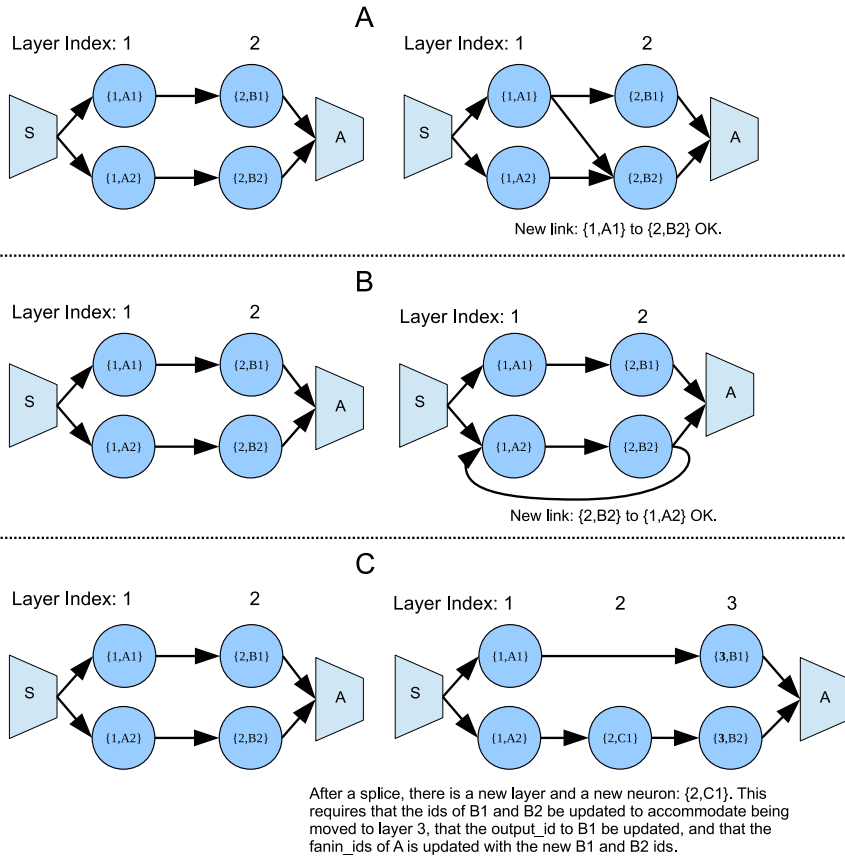 A
Layer Index: 1 2
Layer Index: 1 2
S
{1,A1}
{2,B1}
{1,A2}
{2,B2}
A
S
{1,A1}
{2,B1}
{1,A2}
{2,B2}
A
New link: {1,A1} to {2,B2} OK.
B
Layer Index: 1 2
Layer Index: 1 2
S
{1,A1}
{2,B1}
{1,A2}
{2,B2}
A
S
{1,A1}
{2,B1}
{1,A2}
{2,B2}
A
New link: {2,B2} to {1,A2} OK.
C
Layer Index: 1 2
Layer Index: 1 2 3
S
{1,A1}
{2,B1}
{1,A2}
{2,B2}
A
S
{1,A1}
{3,B1}
{1,A2}
{2,C1}
{3,B2}
A
After a splice, there is a new layer and a new neuron: {2,C1}. This
requires that the ids of B1 and B2 be updated to accommodate being
moved to layer 3, that the output_id to B1 be updated, and that the
fanin_ids of A is updated with the new B1 and B2 ids.